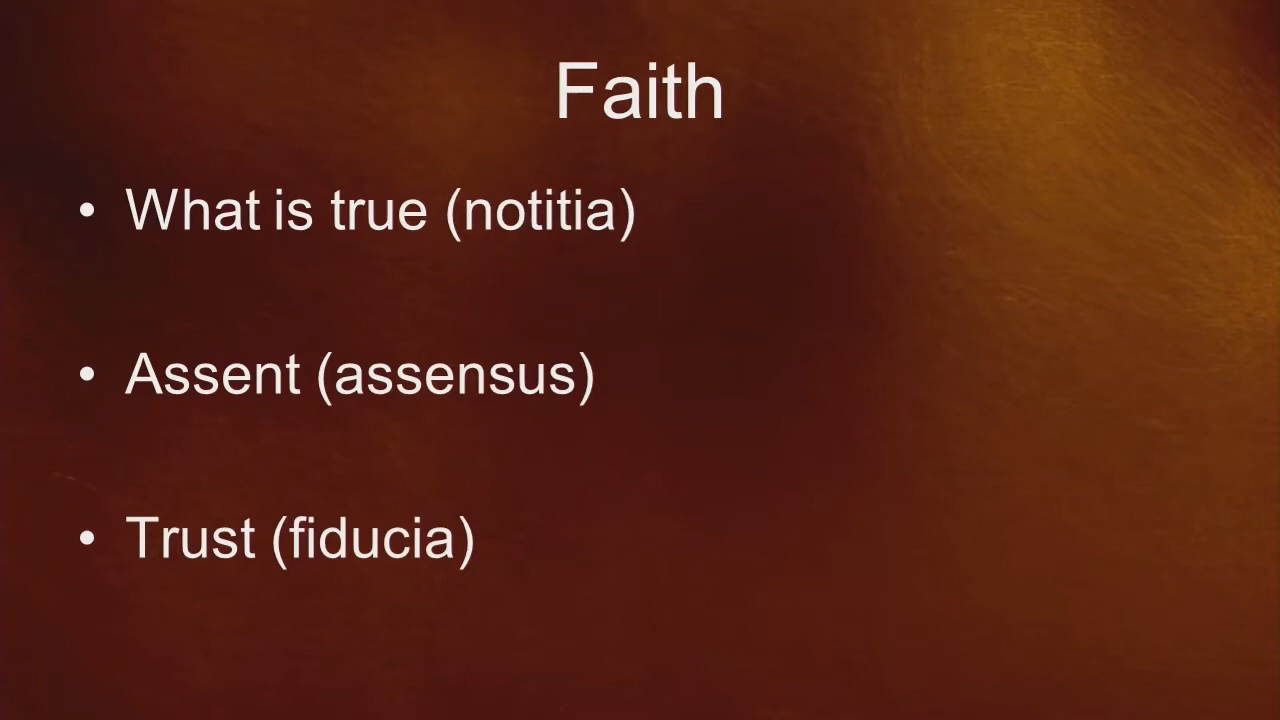 Faith
• What is true (notitia)
• Assent (assensus)
• Trust (fiducia)